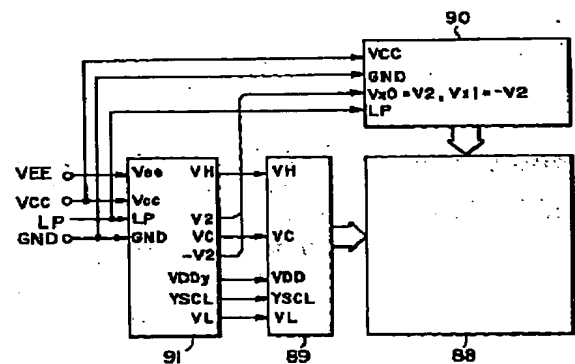 90
VCC
GND
Vx0 = V2, Vx1 = -V2
LP
VEE
VCC
LP
GND
Vee
Vcc
LP
GND
VH
V2
VC
-V2
VDDy
YSCL
VL
VH
VC
VDD
YSCL
VL
91
89
88